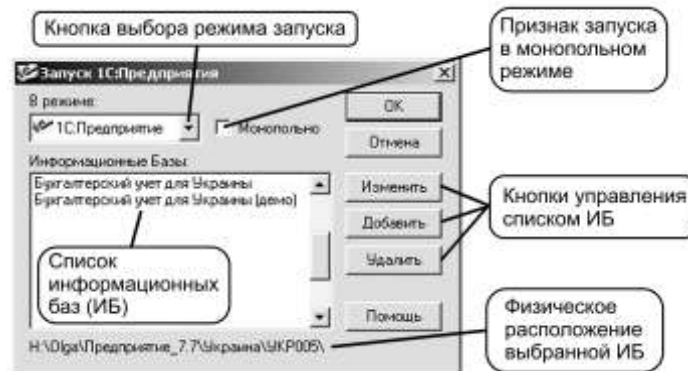 Кнопка выбора режима запуска
Признак запуска
в монопольном
режиме
Запуск 1С:Предприятия
В режиме:
1С:Предприятие
Монопольно
OK
Отмена
Информационные Базы:
Бухгалтерский учет для Украины
Бухгалтерский учет для Украины (демо)
Изменить
Добавить
Удалить
Кнопки управления
списком ИБ
Список
информационных
баз (ИБ)
Помощь
Физическое
расположение
выбранной ИБ
H:\Olga\Предприятие_7.7\Украина\УКР005\